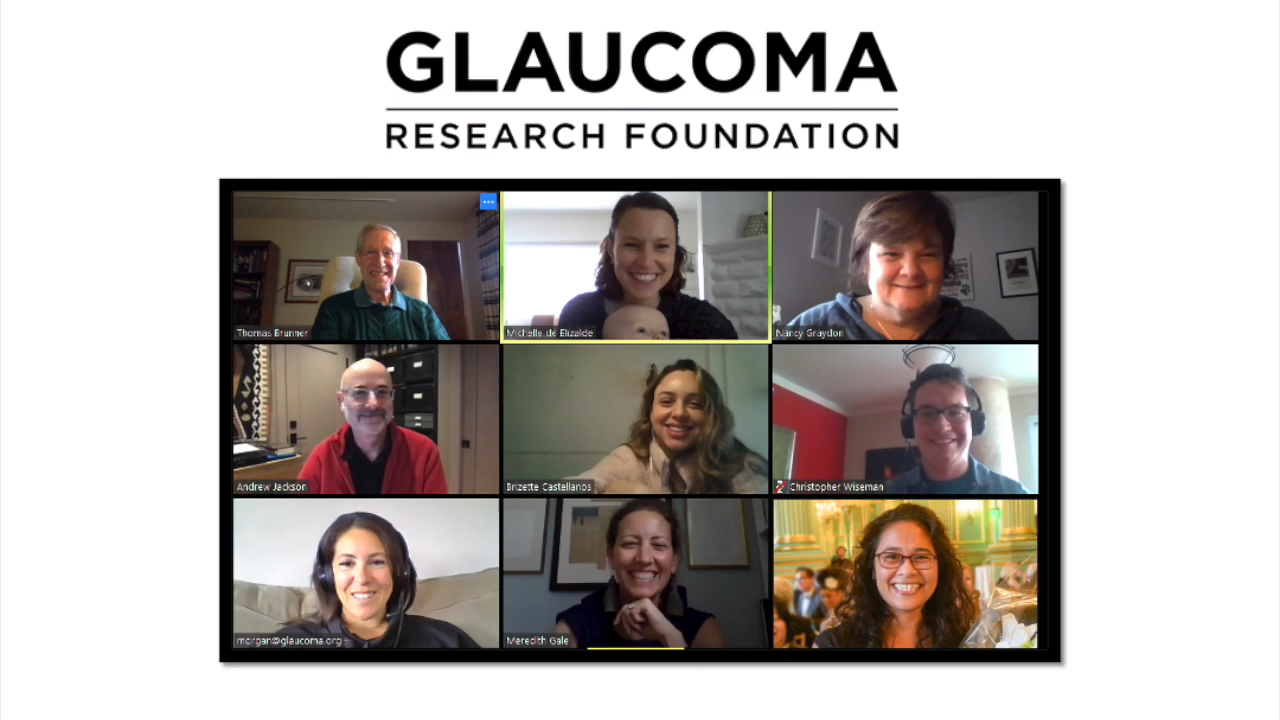 GLAUCOMA
RESEARCH FOUNDATION
Thomas Brunner
Michelle de Elizalde
Nancy Graydon
Andrew Jackson
Brizette Castellanos
Christopher Wiseman
morgan@glaucoma.org
Meredith Gale